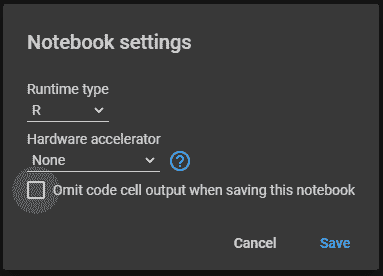 Notebook settings
Runtime type
R
Hardware accelerator
None
?
Omit code cell output when saving this notebook
Cancel Save